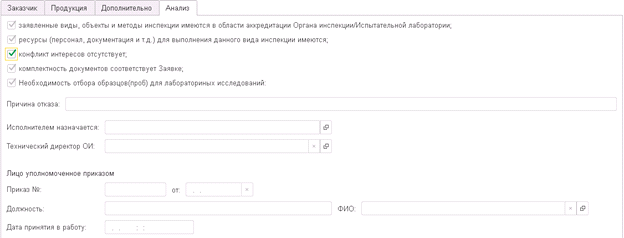 Заказчик Продукция Дополнительно Анализ
заявленные виды, объекты и методы инспекции имеются в области аккредитации Органа инспекции/Испытательной лаборатории;
ресурсы (персонал, документация и т.д.) для выполнения данного вида инспекции имеются;
конфликт интересов отсутствует;
комплектность документов соответствует Заявке;
Необходимость отбора образцов(проб) для лабораторных исследований:
Причина отказа:
Исполнителем назначается:
Технический директор ОИ:
Лицо уполномоченное приказом
Приказ №: от: . .
Должность: ФИО:
Дата принятия в работу: . . : :